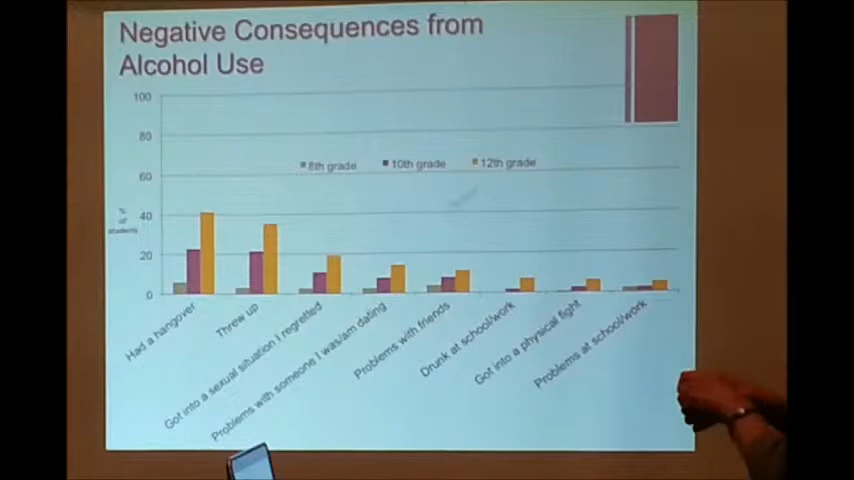 Negative Consequences from
Alcohol Use
100
80
60
40
20
0
%
of
students
8th grade 10th grade 12th grade
Had a hangover
Threw up
Got into a sexual situation I regretted
Problems with someone I was/am dating
Problems with friends
Drunk at school/work
Got into a physical fight
Problems at school/work